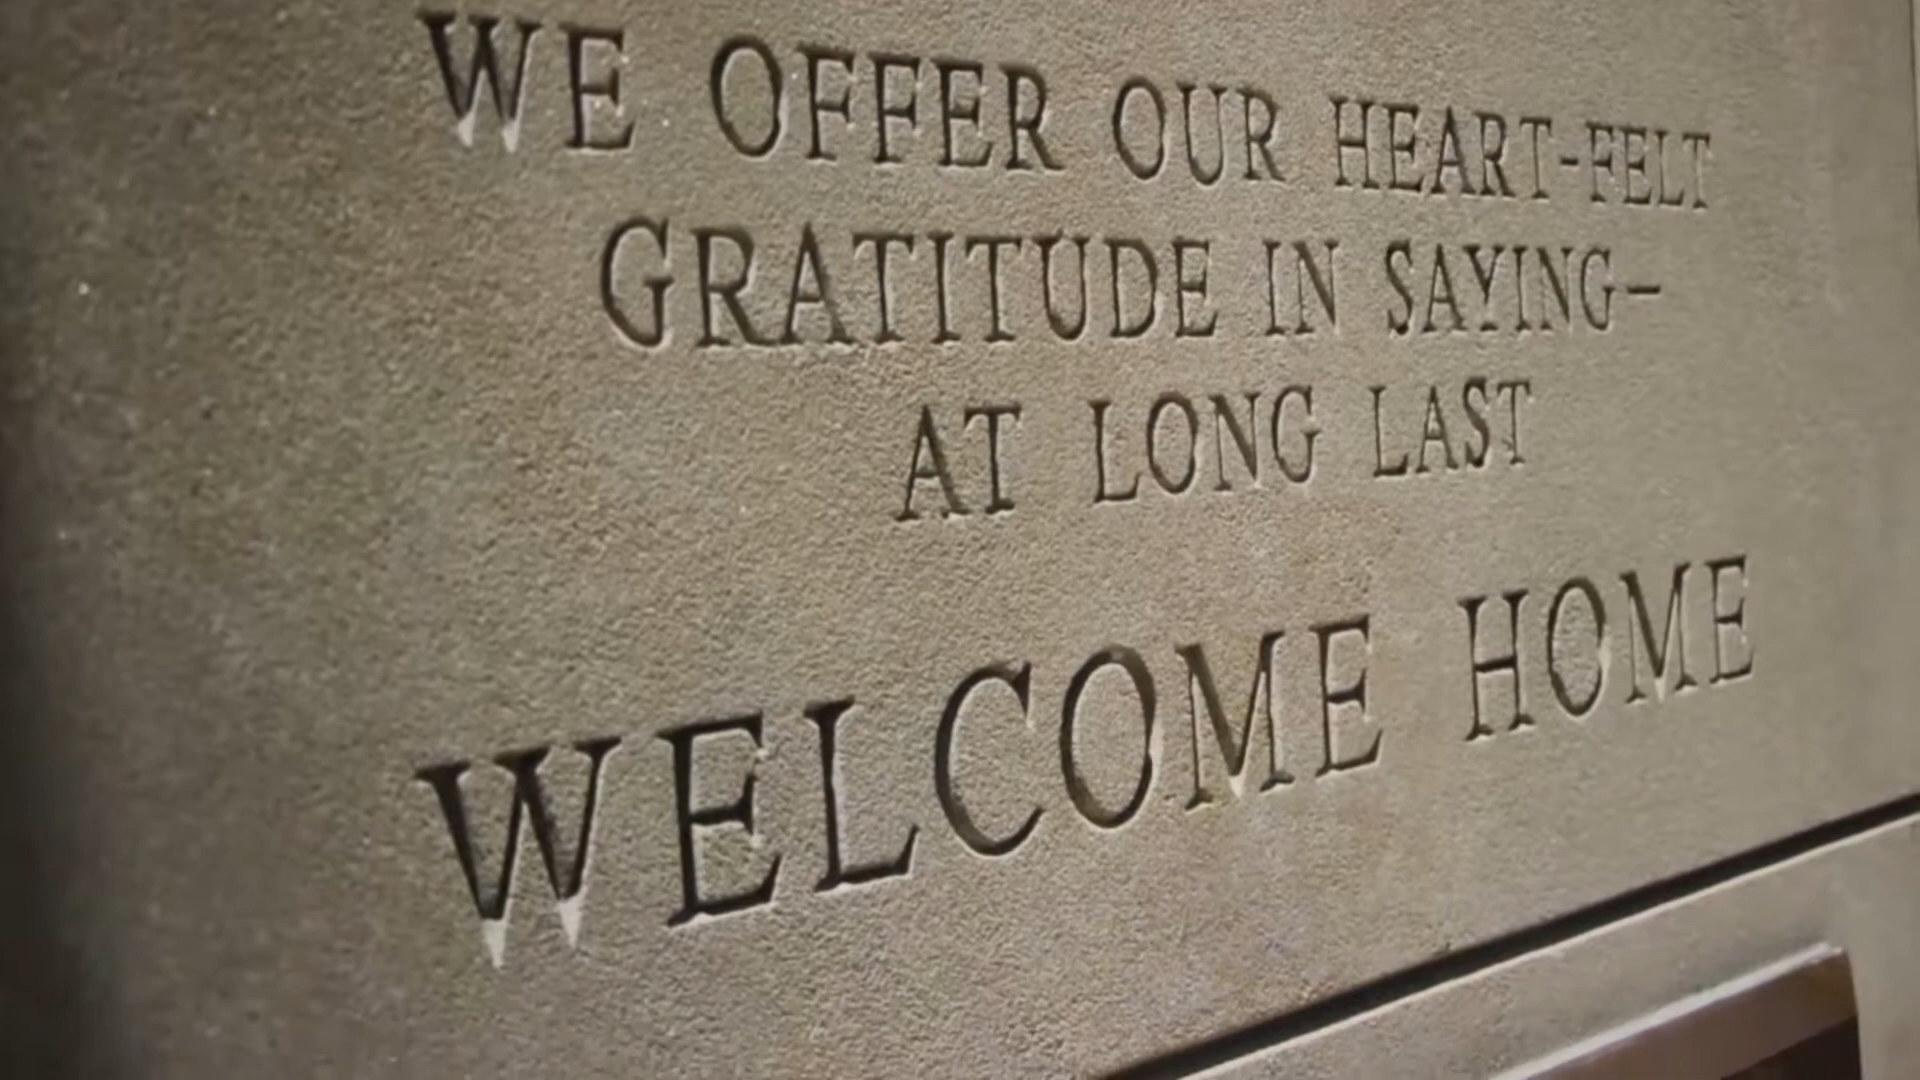 WE OFFER OUR HEART-FELT
GRATITUDE IN SAYING—
AT LONG LAST
WELCOME HOME